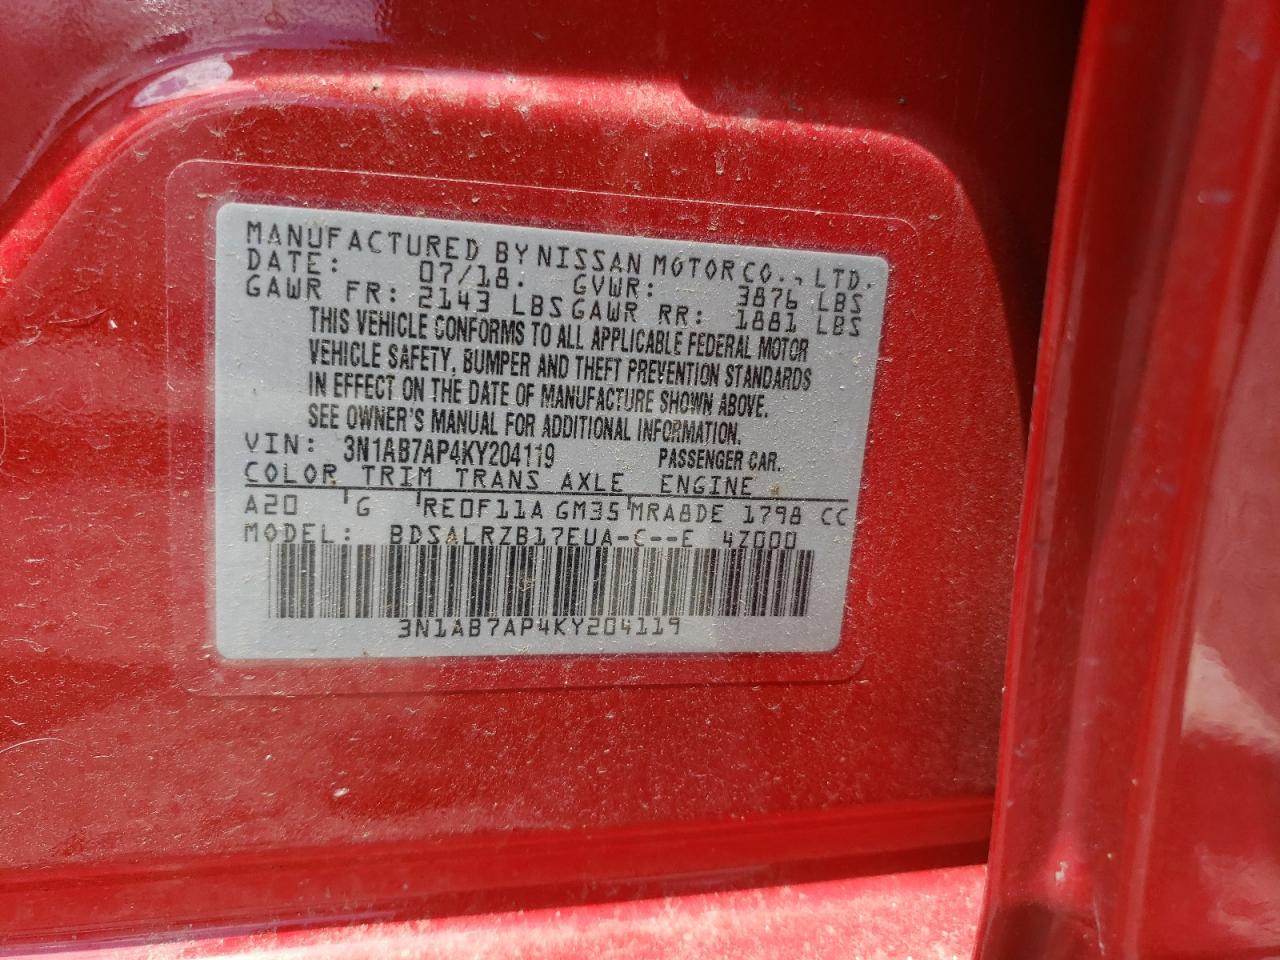 MANUFACTURED BY NISSAN MOTOR CO., LTD.
DATE: 07/18. GVWR: 3876 LBS
GAWR FR: 2143 LBS GAWR RR: 1881 LBS
THIS VEHICLE CONFORMS TO ALL APPLICABLE FEDERAL MOTOR
VEHICLE SAFETY, BUMPER AND THEFT PREVENTION STANDARDS
IN EFFECT ON THE DATE OF MANUFACTURE SHOWN ABOVE.
SEE OWNER'S MANUAL FOR ADDITIONAL INFORMATION.
VIN: 3N1AB7AP4KY204119 PASSENGER CAR.
COLOR TRIM TRANS AXLE ENGINE
A20 G RE0F11A GM35 MRA8DE 1798 CC
MODEL: BDSALRZB17EUA-C--E 4Z000
3N1AB7AP4KY204119